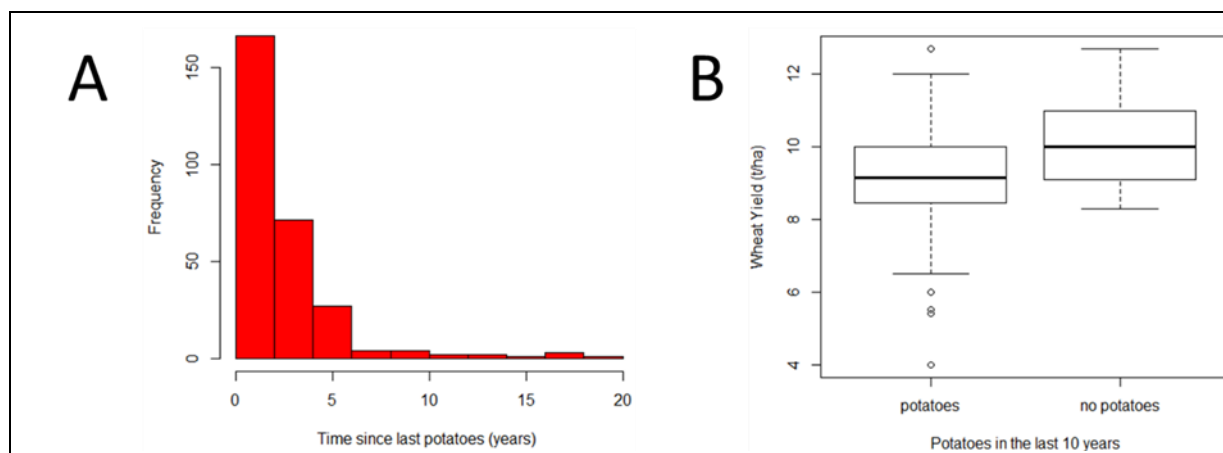 A
Frequency
150
100
50
0
0 5 10 15 20
Time since last potatoes (years)
B
Wheat Yield (t/ha)
12
10
8
6
4
potatoes no potatoes
Potatoes in the last 10 years